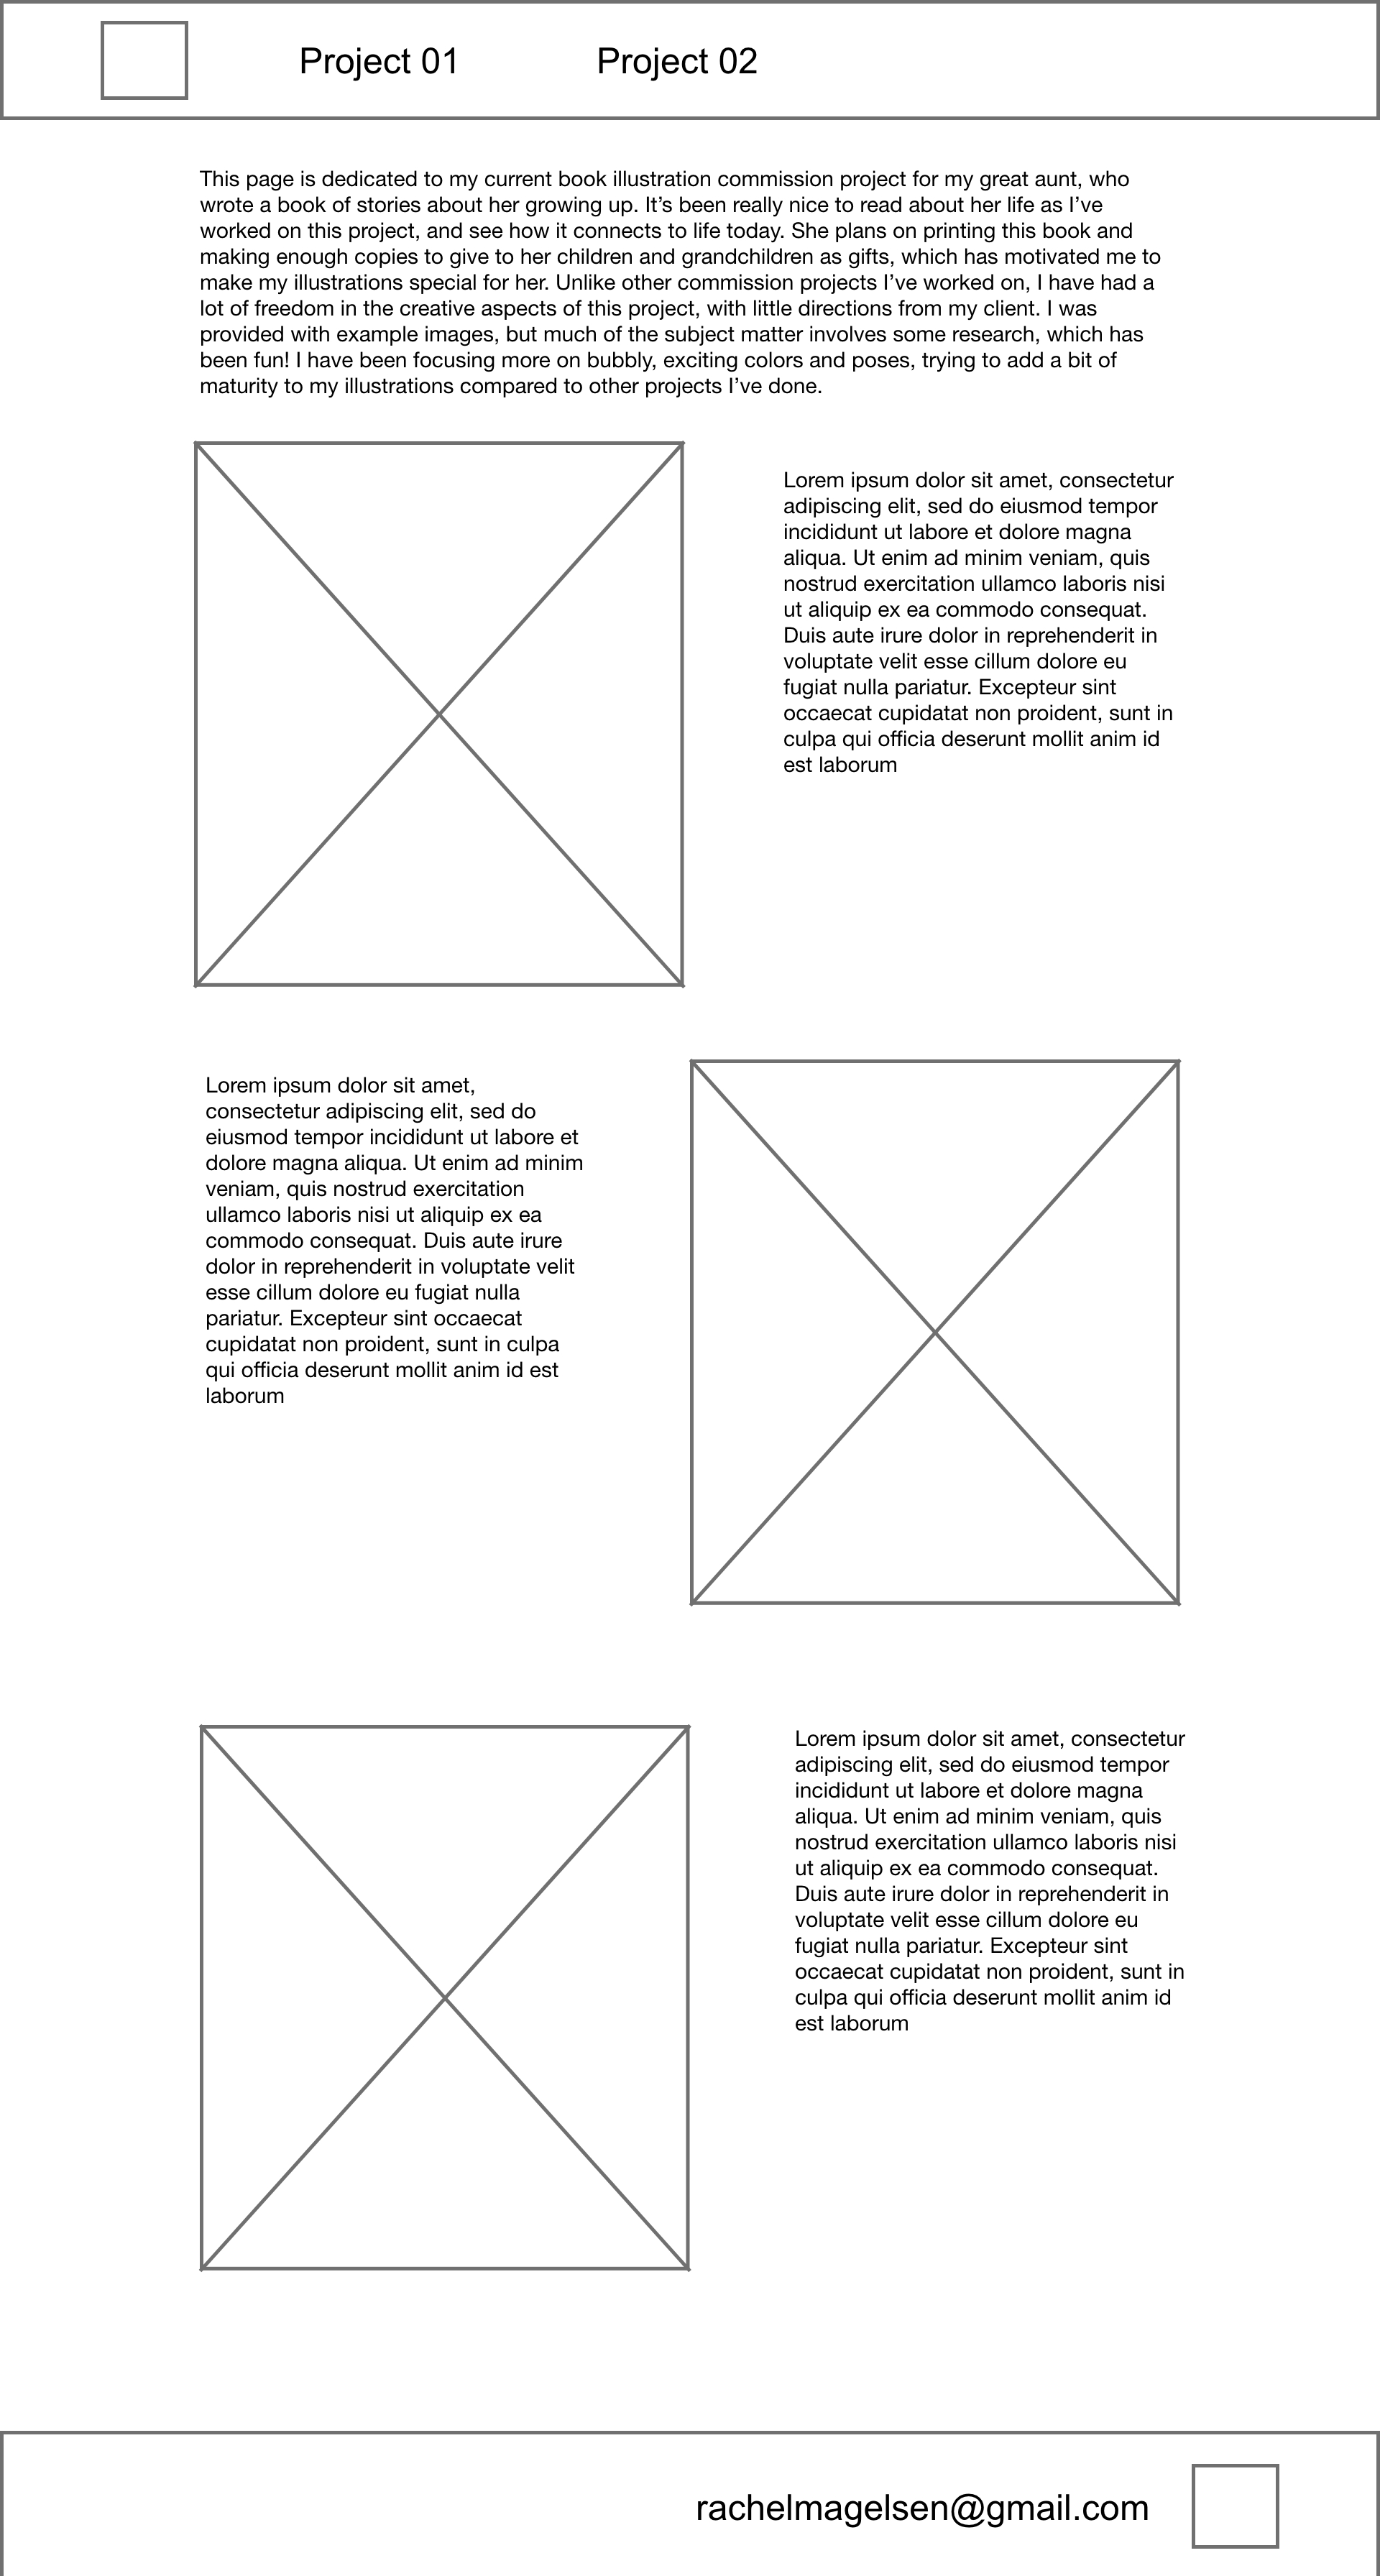 Project 01 Project 02
This page is dedicated to my current book illustration commission project for my great aunt, who
wrote a book of stories about her growing up. It’s been really nice to read about her life as I’ve
worked on this project, and see how it connects to life today. She plans on printing this book and
making enough copies to give to her children and grandchildren as gifts, which has motivated me to
make my illustrations special for her. Unlike other commission projects I’ve worked on, I have had a
lot of freedom in the creative aspects of this project, with little directions from my client. I was
provided with example images, but much of the subject matter involves some research, which has
been fun! I have been focusing more on bubbly, exciting colors and poses, trying to add a bit of
maturity to my illustrations compared to other projects I’ve done.
Lorem ipsum dolor sit amet, consectetur
adipiscing elit, sed do eiusmod tempor
incididunt ut labore et dolore magna
aliqua. Ut enim ad minim veniam, quis
nostrud exercitation ullamco laboris nisi
ut aliquip ex ea commodo consequat.
Duis aute irure dolor in reprehenderit in
voluptate velit esse cillum dolore eu
fugiat nulla pariatur. Excepteur sint
occaecat cupidatat non proident, sunt in
culpa qui officia deserunt mollit anim id
est laborum
Lorem ipsum dolor sit amet,
consectetur adipiscing elit, sed do
eiusmod tempor incididunt ut labore et
dolore magna aliqua. Ut enim ad minim
veniam, quis nostrud exercitation
ullamco laboris nisi ut aliquip ex ea
commodo consequat. Duis aute irure
dolor in reprehenderit in voluptate velit
esse cillum dolore eu fugiat nulla
pariatur. Excepteur sint occaecat
cupidatat non proident, sunt in culpa
qui officia deserunt mollit anim id est
laborum
Lorem ipsum dolor sit amet, consectetur
adipiscing elit, sed do eiusmod tempor
incididunt ut labore et dolore magna
aliqua. Ut enim ad minim veniam, quis
nostrud exercitation ullamco laboris nisi
ut aliquip ex ea commodo consequat.
Duis aute irure dolor in reprehenderit in
voluptate velit esse cillum dolore eu
fugiat nulla pariatur. Excepteur sint
occaecat cupidatat non proident, sunt in
culpa qui officia deserunt mollit anim id
est laborum
rachelmagelsen@gmail.com